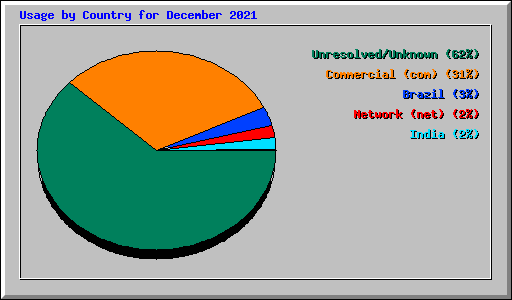 Usage by Country for December 2021
Unresolved/Unknown (62%)
Commercial (com) (31%)
Brazil (3%)
Network (net) (2%)
India (2%)